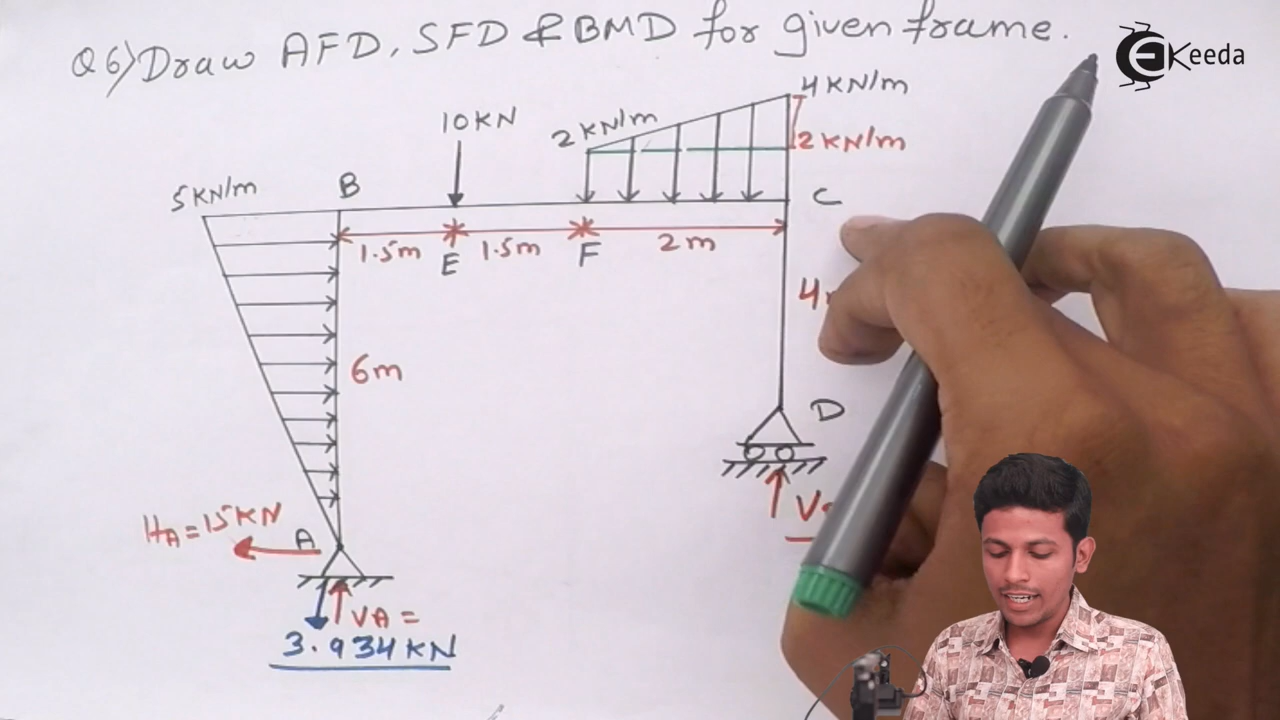 Q6) Draw AFD, SFD & BMD for given frame.
EKeeda
4 KN/m
10 KN
2 KN/m
2 KN/m
5 KN/m
B
C
1.5m
E
1.5m
F
2m
6m
D
HA = 15 KN
A
VA =
3.934 KN